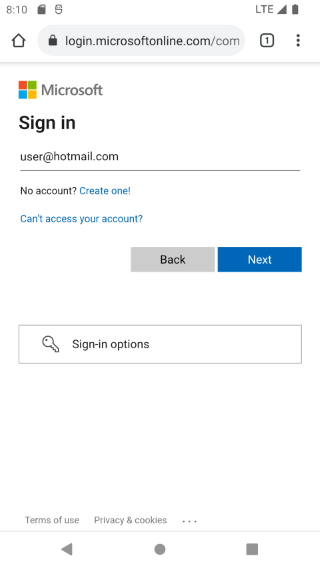 8:10
LTE
login.microsoftonline.com/com
1
Microsoft
Sign in
user@hotmail.com
No account? Create one!
Can't access your account?
Back
Next
Sign-in options
Terms of use
Privacy & cookies
...